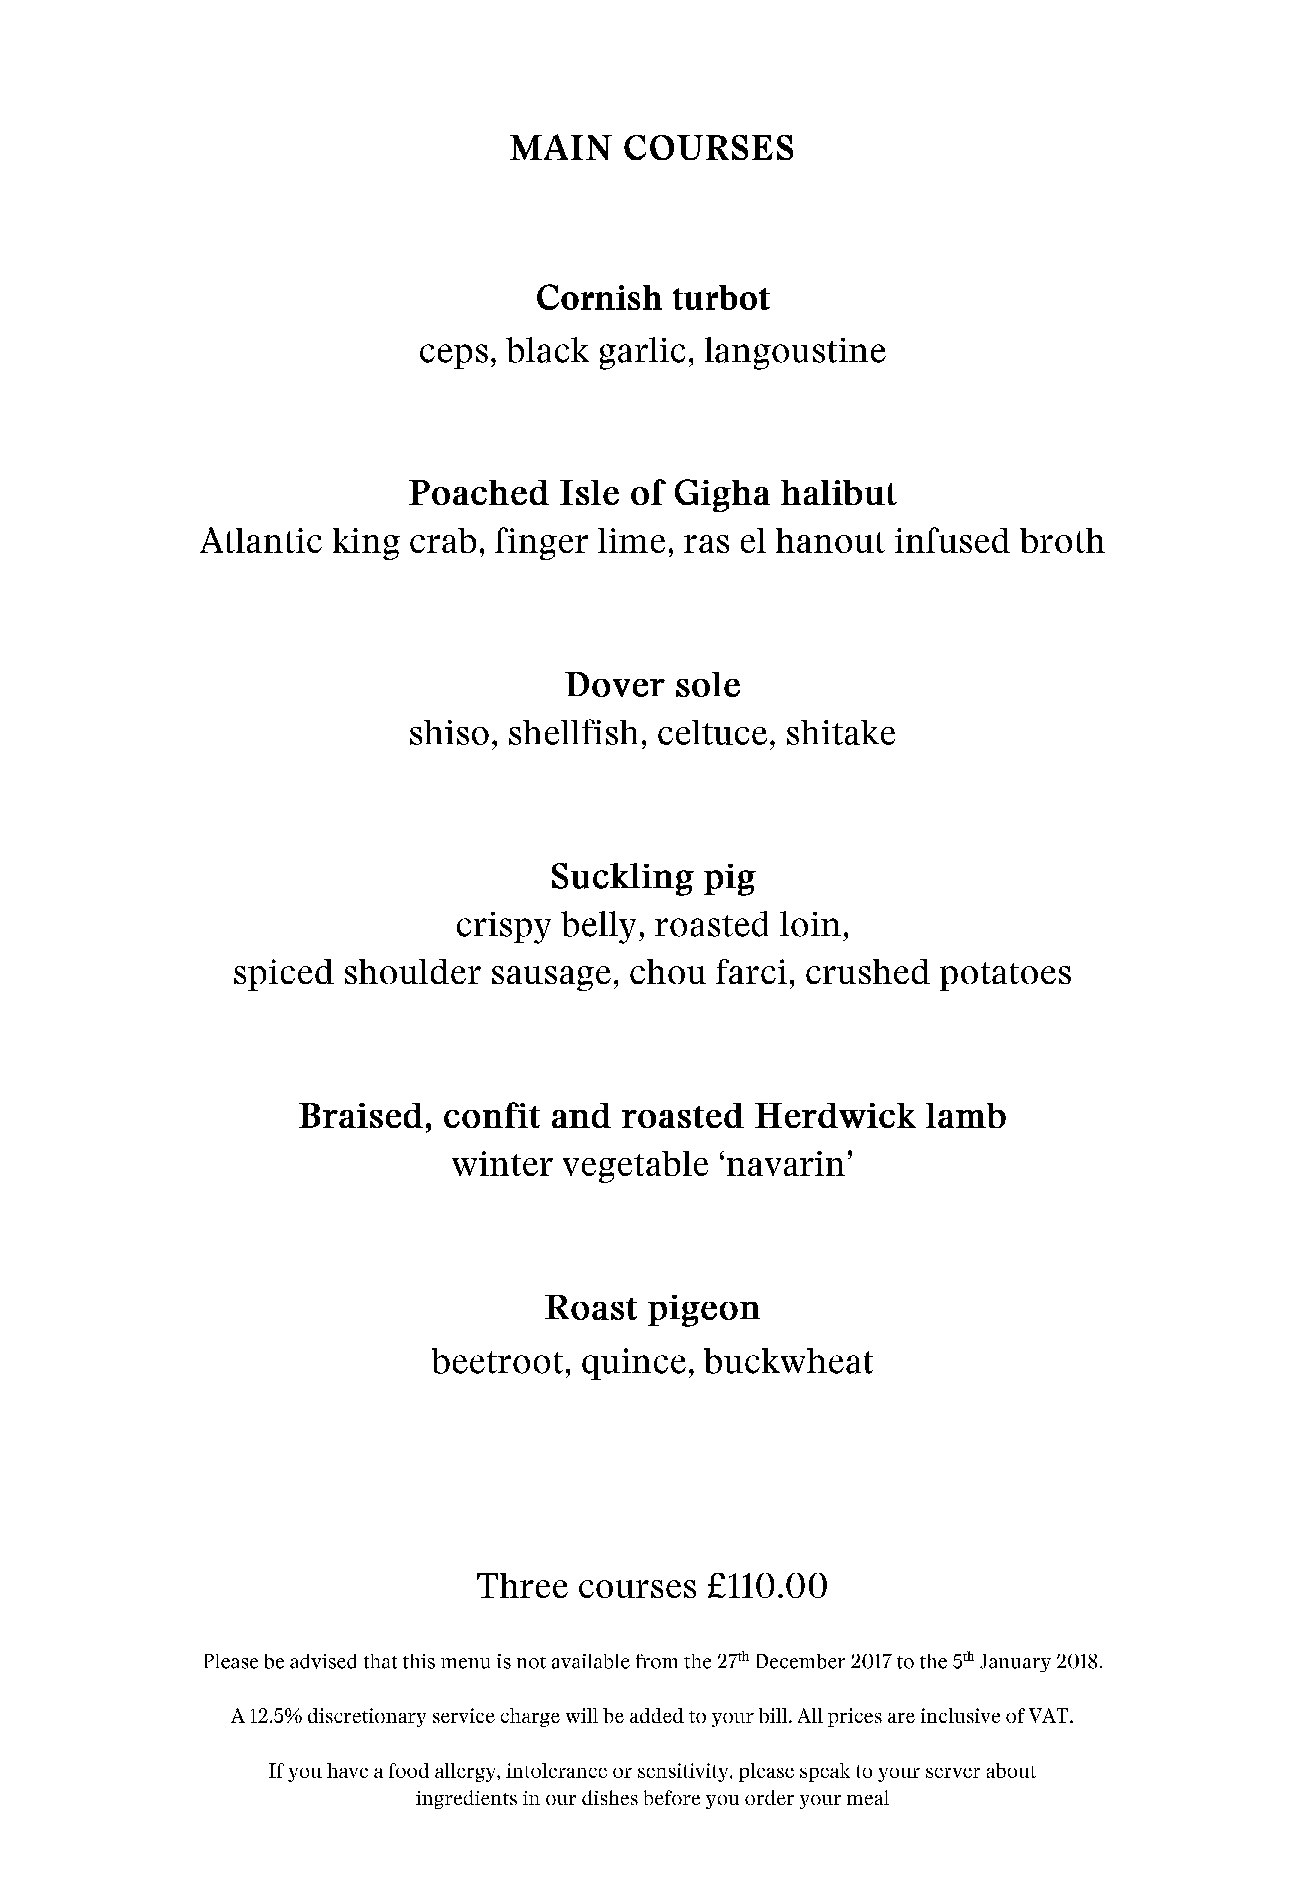 MAIN COURSES
Cornish turbot
ceps, black garlic, langoustine
Poached Isle of Gigha halibut
Atlantic king crab, finger lime, ras el hanout infused broth
Dover sole
shiso, shellfish, celtuce, shitake
Suckling pig
crispy belly, roasted loin,
spiced shoulder sausage, chou farci, crushed potatoes
Braised, confit and roasted Herdwick lamb
winter vegetable ‘navarin’
Roast pigeon
beetroot, quince, buckwheat
Three courses £110.00
Please be advised that this menu is not available from the 27th December 2017 to the 5th January 2018.
A 12.5% discretionary service charge will be added to your bill. All prices are inclusive of VAT.
If you have a food allergy, intolerance or sensitivity, please speak to your server about
ingredients in our dishes before you order your meal